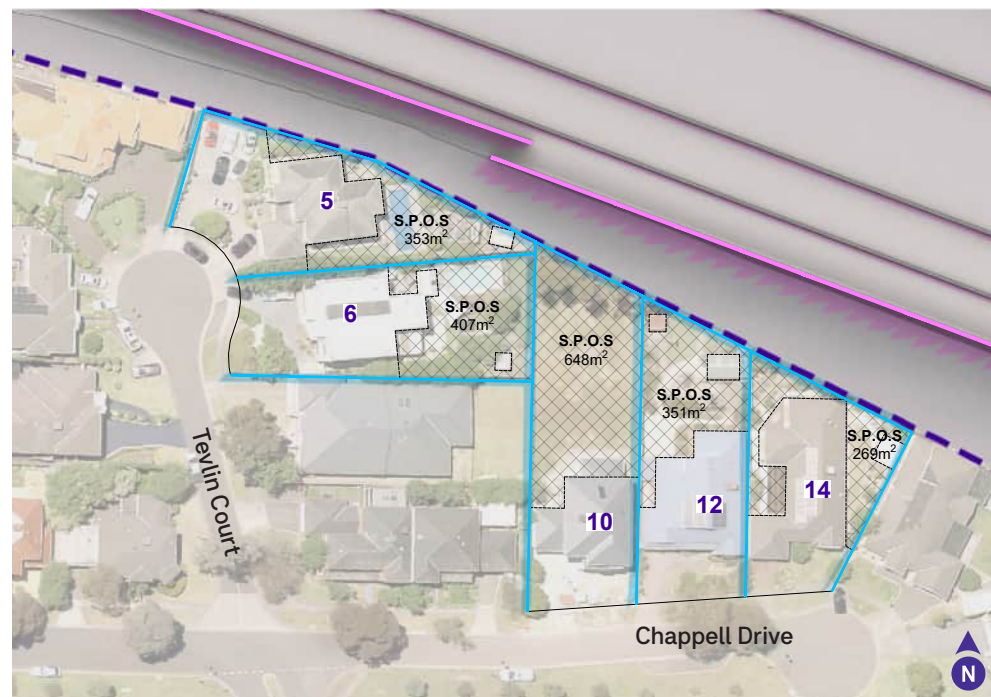 5
S.P.O.S
353m²
6
S.P.O.S
407m²
S.P.O.S
648m²
S.P.O.S
351m²
S.P.O.S
269m²
10
12
14
Tevlin Court
Chappell Drive
N